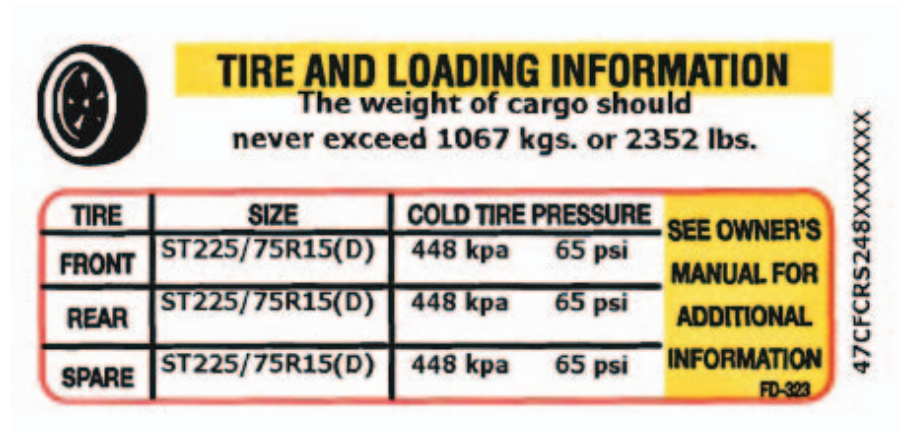 TIRE AND LOADING INFORMATION
The weight of cargo should
never exceed 1067 kgs. or 2352 lbs.
TIRE SIZE COLD TIRE PRESSURE
FRONT ST225/75R15(D) 448 kpa 65 psi
REAR ST225/75R15(D) 448 kpa 65 psi
SPARE ST225/75R15(D) 448 kpa 65 psi
SEE OWNER'S
MANUAL FOR
ADDITIONAL
INFORMATION
FD-323
47CFCRS248XXXXXXX